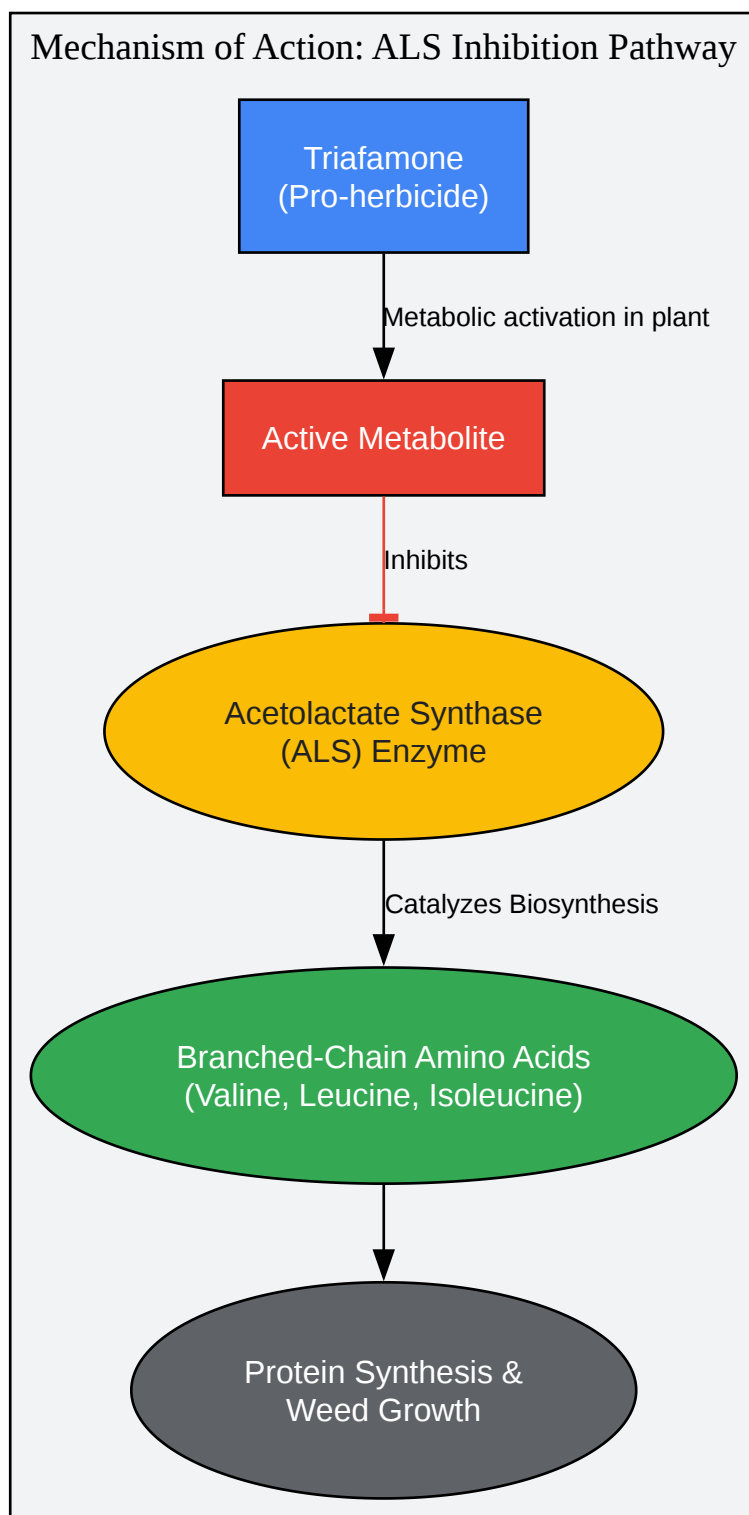 Mechanism of Action: ALS Inhibition Pathway
Triafamone
(Pro-herbicide)
Metabolic activation in plant
Active Metabolite
Inhibits
Acetolactate Synthase
(ALS) Enzyme
Catalyzes Biosynthesis
Branched-Chain Amino Acids
(Valine, Leucine, Isoleucine)
Protein Synthesis &
Weed Growth